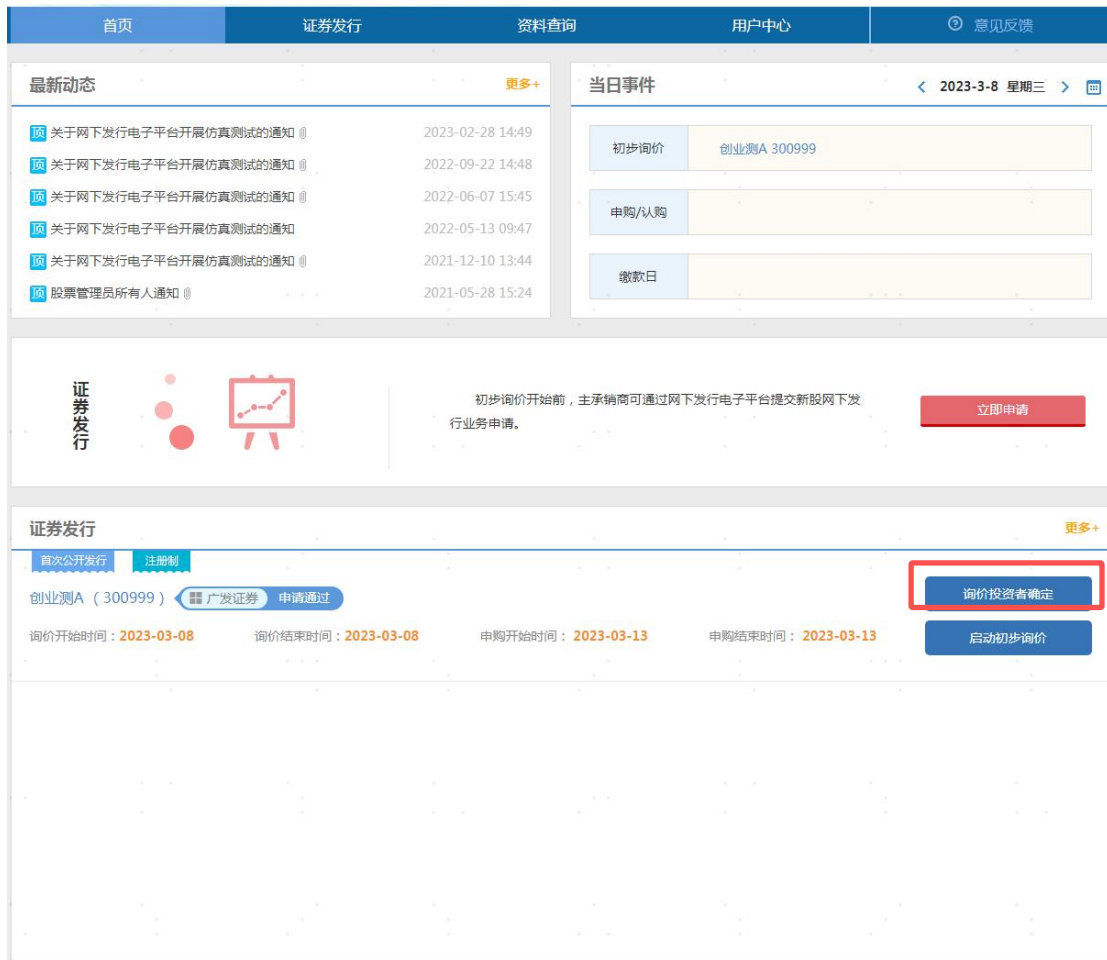 首页 证券发行 资料查询 用户中心 意见反馈
最新动态 更多+
顶 关于网下发行电子平台开展仿真测试的通知 2023-02-28 14:49
顶 关于网下发行电子平台开展仿真测试的通知 2022-09-22 14:48
顶 关于网下发行电子平台开展仿真测试的通知 2022-06-07 15:45
顶 关于网下发行电子平台开展仿真测试的通知 2022-05-13 09:47
顶 关于网下发行电子平台开展仿真测试的通知 2021-12-10 13:44
顶 股票管理员所有人通知 2021-05-28 15:24
当日事件 2023-3-8 星期三
初步询价 创业测A 300999
申购/认购
缴款日
证券发行
初步询价开始前，主承销商可通过网下发行电子平台提交新股网下发
行业务申请。
立即申请
证券发行 更多+
首次公开发行 注册制
创业测A（300999） 广发证券 申请通过 询价投资者确定
询价开始时间：2023-03-08 询价结束时间：2023-03-08 申购开始时间：2023-03-13 申购结束时间：2023-03-13 启动初步询价